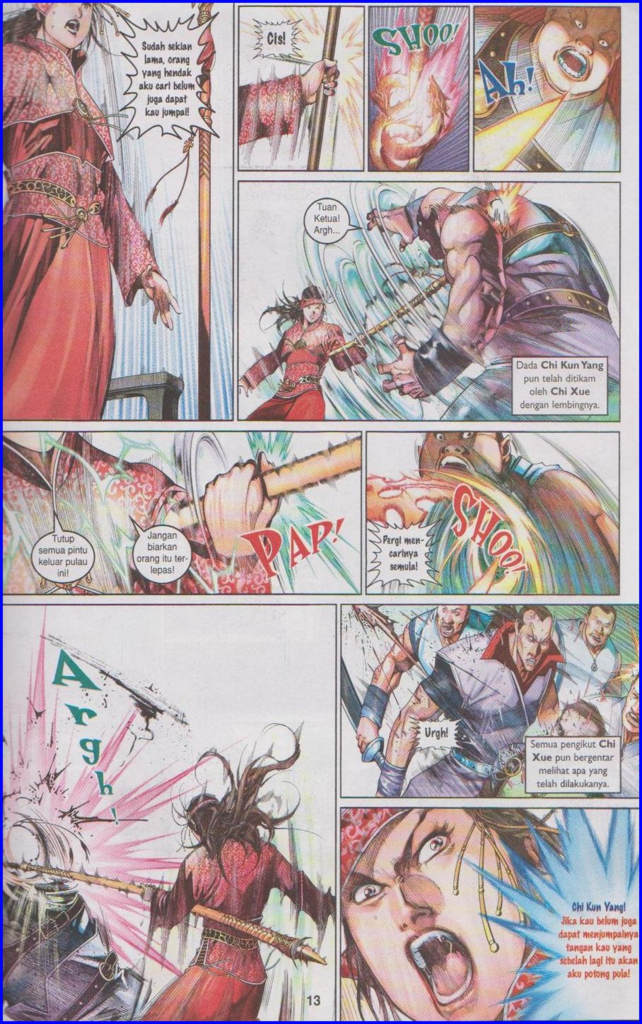 Sudah sekian
lama, orang
yang hendak
aku cari belum
juga dapat
kau jumpai!
Cis!
SHOO!
Ah!
Tuan
Ketua!
Argh...
Dada Chi Kun Yang
pun telah ditikam
oleh Chi Xue
dengan lembingnya.
Tutup
semua pintu
keluar pulau
ini!
Jangan
biarkan
orang itu ter-
lepas!
PAP!
Pergi men-
carinya
semula!
SHOO!
Argh!
Urgh!
Semua pengikut Chi
Xue pun bergentar
melihat apa yang
telah dilakukanya.
Chi Kun Yang!
Jika kau belum juga
dapat menjumpainya
tangan kau yang
sebelah lagi itu akan
aku potong pula!
13